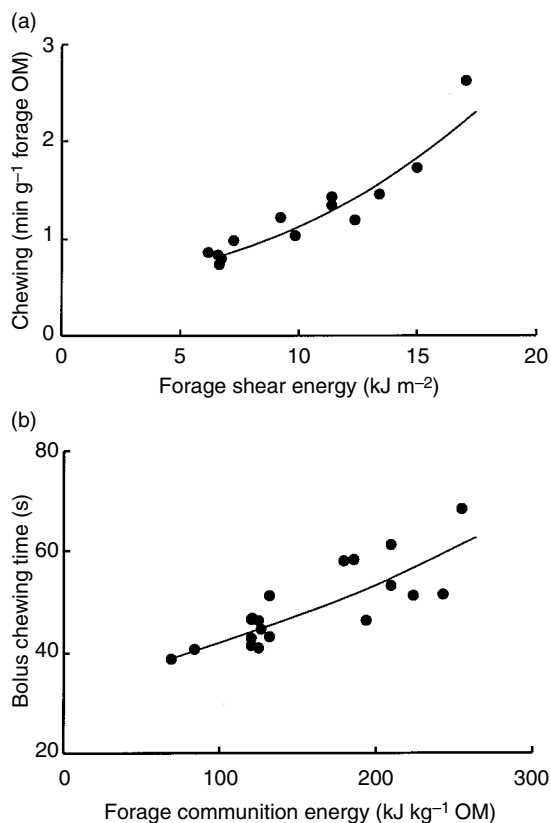 (a)
3
2
1
0
Chewing (min g⁻¹ forage OM)
0
5
10
15
20
Forage shear energy (kJ m⁻²)
(b)
80
60
40
20
Bolus chewing time (s)
0
100
200
300
Forage communition energy (kJ kg⁻¹ OM)